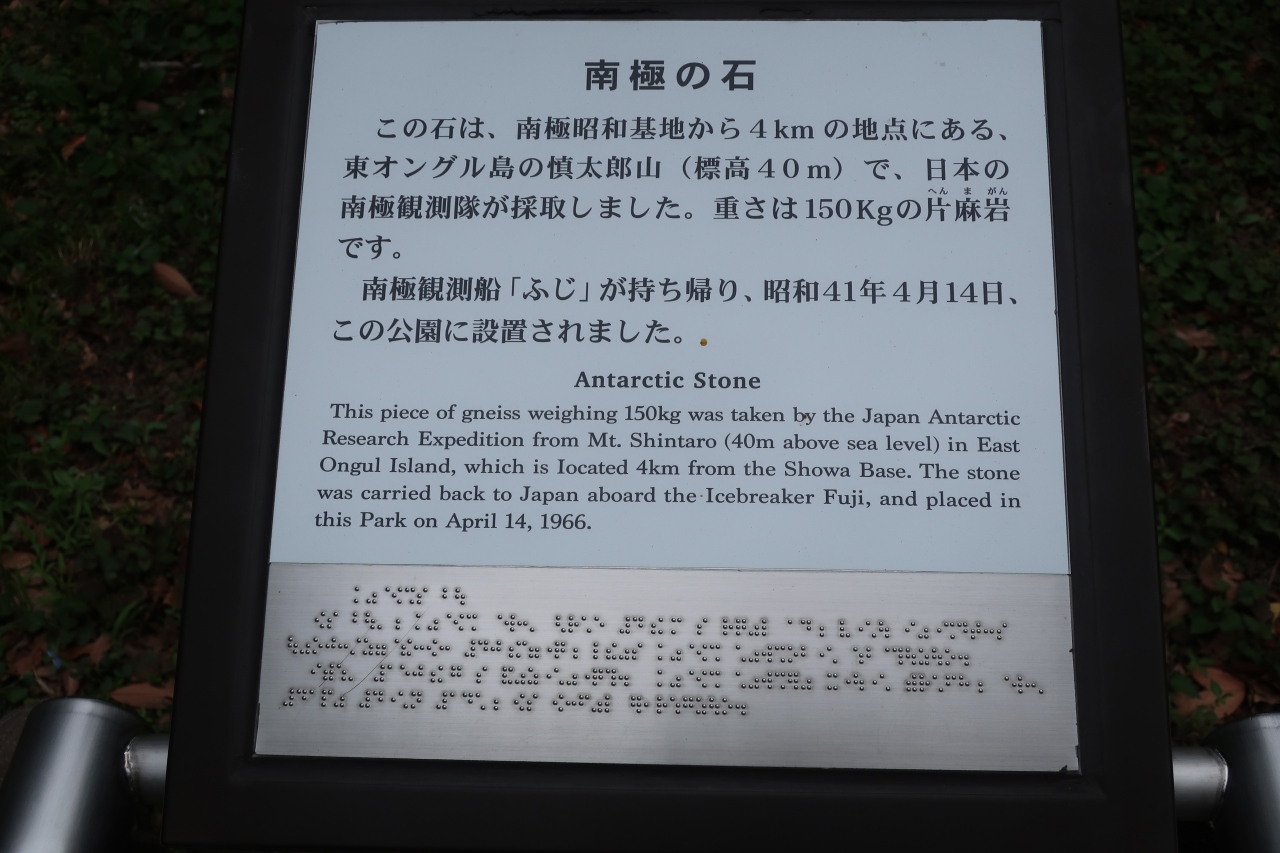 南極の石
この石は、南極昭和基地から4kmの地点にある、
東オングル島の慎太郎山（標高40m）で、日本の
へん ま がん
南極観測隊が採取しました。重さは150Kgの片麻岩
です。
南極観測船「ふじ」が持ち帰り、昭和41年4月14日、
この公園に設置されました。
Antarctic Stone
This piece of gneiss weighing 150kg was taken by the Japan Antarctic
Research Expedition from Mt. Shintaro (40m above sea level) in East
Ongul Island, which is Iocated 4km from the Showa Base. The stone
was carried back to Japan aboard the Icebreaker Fuji, and placed in
this Park on April 14, 1966.